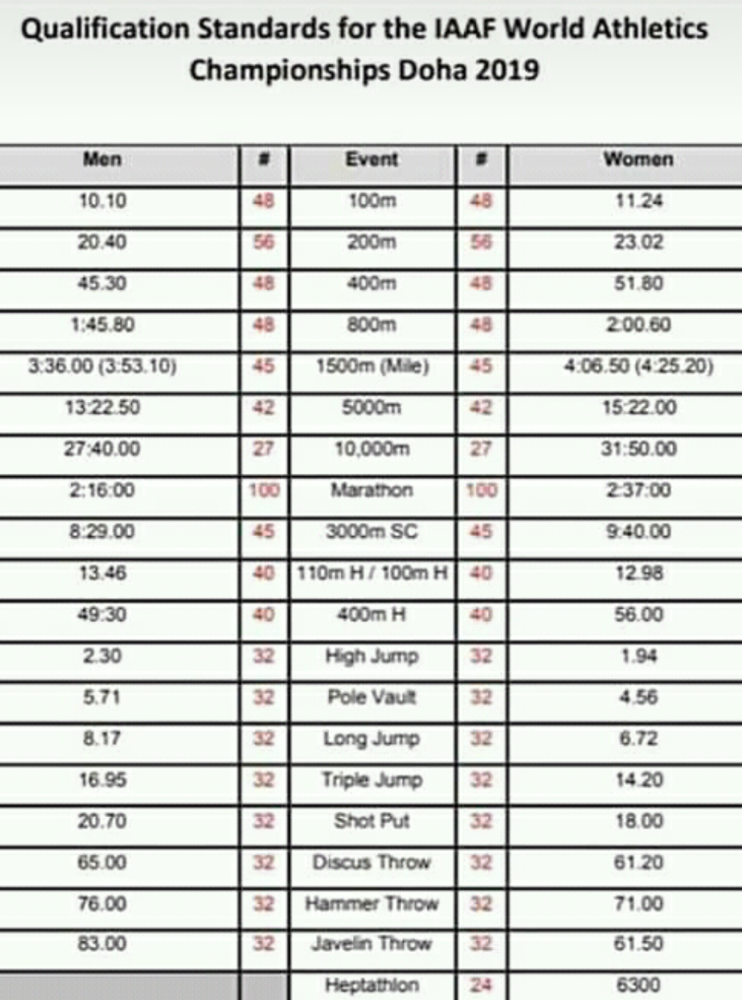 Qualification Standards for the IAAF World Athletics
Championships Doha 2019
Men # Event # Women
10.10 48 100m 48 11.24
20.40 56 200m 56 23.02
45.30 48 400m 48 51.80
1:45.80 48 800m 48 2:00.60
3:36.00 (3:53.10) 45 1500m (Mile) 45 4:06.50 (4:25.20)
13:22.50 42 5000m 42 15:22.00
27:40.00 27 10,000m 27 31:50.00
2:16:00 100 Marathon 100 2:37:00
8:29.00 45 3000m SC 45 9:40.00
13.46 40 110m H / 100m H 40 12.98
49:30 40 400m H 40 56.00
2.30 32 High Jump 32 1.94
5.71 32 Pole Vault 32 4.56
8.17 32 Long Jump 32 6.72
16.95 32 Triple Jump 32 14.20
20.70 32 Shot Put 32 18.00
65.00 32 Discus Throw 32 61.20
76.00 32 Hammer Throw 32 71.00
83.00 32 Javelin Throw 32 61.50
Heptathlon 24 6300